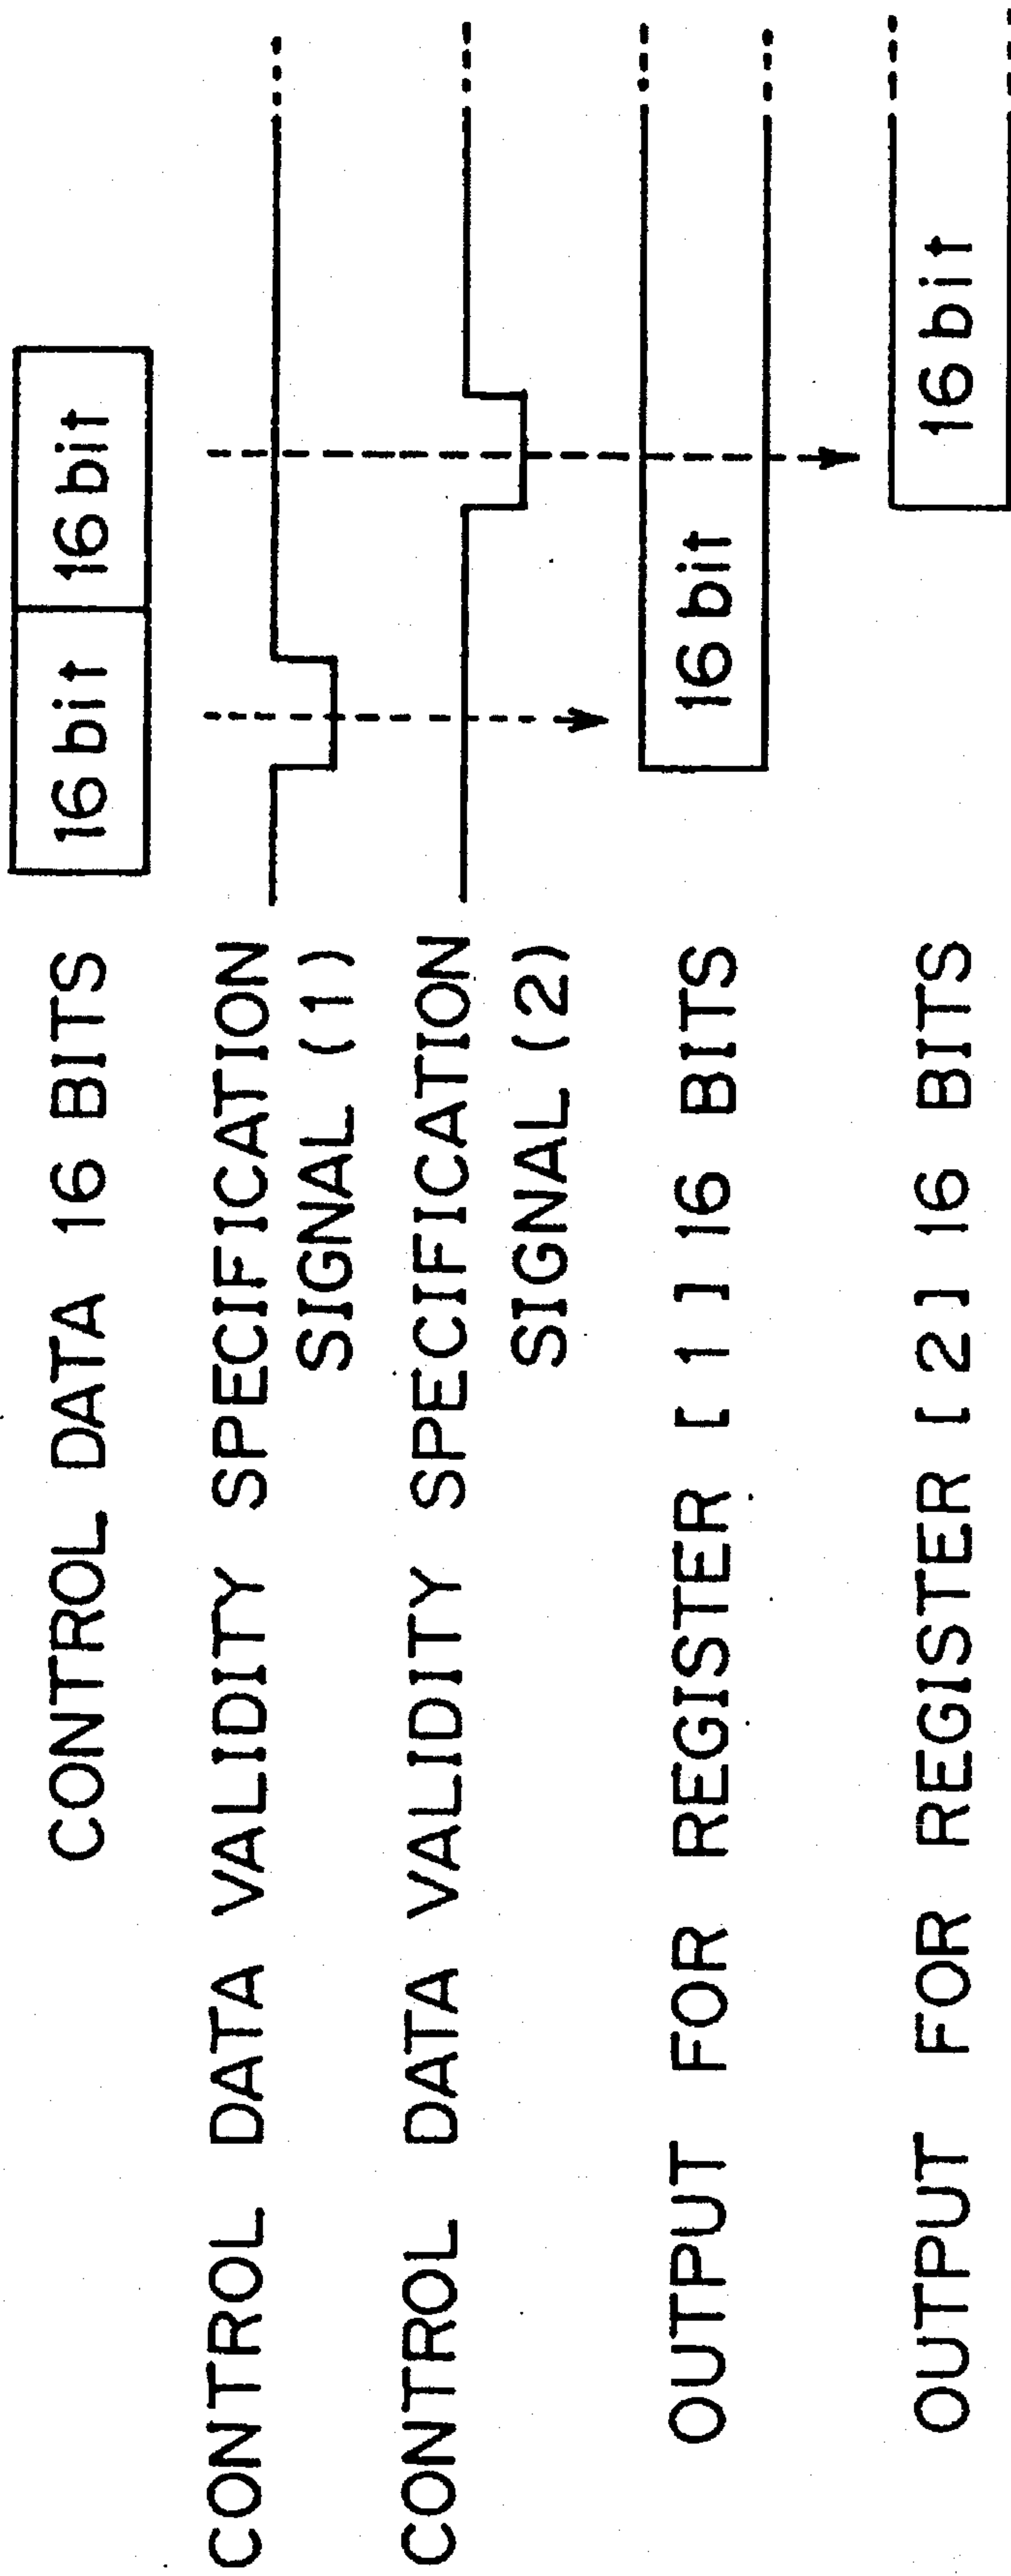 CONTROL DATA 16 BITS
16 bit 16 bit
CONTROL DATA VALIDITY SPECIFICATION
SIGNAL (1)
CONTROL DATA VALIDITY SPECIFICATION
SIGNAL (2)
OUTPUT FOR REGISTER [1] 16 BITS
16 bit
OUTPUT FOR REGISTER [2] 16 BITS
16 bit